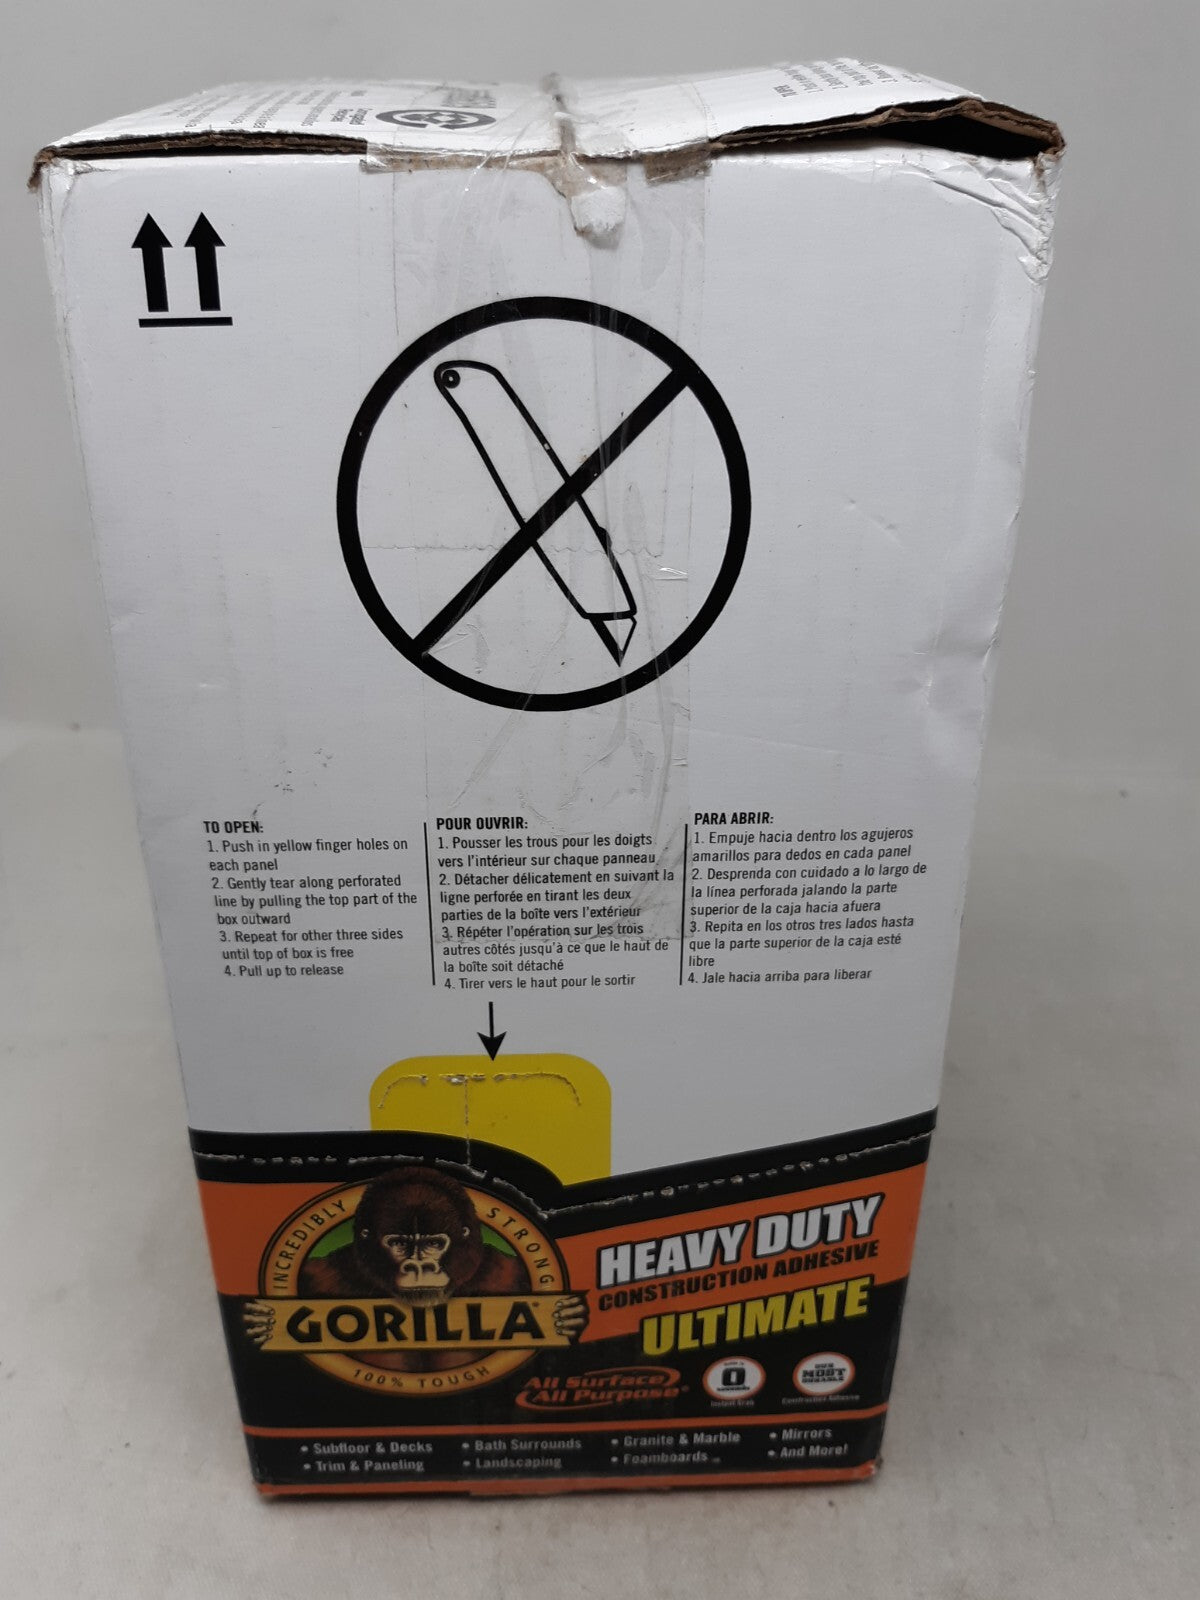 TO OPEN:
1. Push in yellow finger holes on
each panel
2. Gently tear along perforated
line by pulling the top part of the
box outward
3. Repeat for other three sides
until top of box is free
4. Pull up to release
POUR OUVRIR:
1. Pousser les trous pour les doigts
vers l'intérieur sur chaque panneau
2. Détacher délicatement en suivant la
ligne perforée en tirant les deux
parties de la boîte vers l'extérieur
3. Répéter l'opération sur les trois
autres côtés jusqu'à ce que le haut de
la boîte soit détaché
4. Tirer vers le haut pour le sortir
PARA ABRIR:
1. Empuje hacia dentro los agujeros
amarillos para dedos en cada panel
2. Desprenda con cuidado a lo largo de
la línea perforada jalando la parte
superior de la caja hacia afuera
3. Repita en los otros tres lados hasta
que la parte superior de la caja esté
libre
4. Jale hacia arriba para liberar
INCREDIBLY STRONG
GORILLA
100% TOUGH
HEAVY DUTY
CONSTRUCTION ADHESIVE
ULTIMATE
All Surface
All Purpose®
0
Instant Grab
OUR
MOST
DURABLE
Construction Adhesive
• Subfloor & Decks
• Trim & Paneling
• Bath Surrounds
• Landscaping
• Granite & Marble
• Foamboards
• Mirrors
• And More!